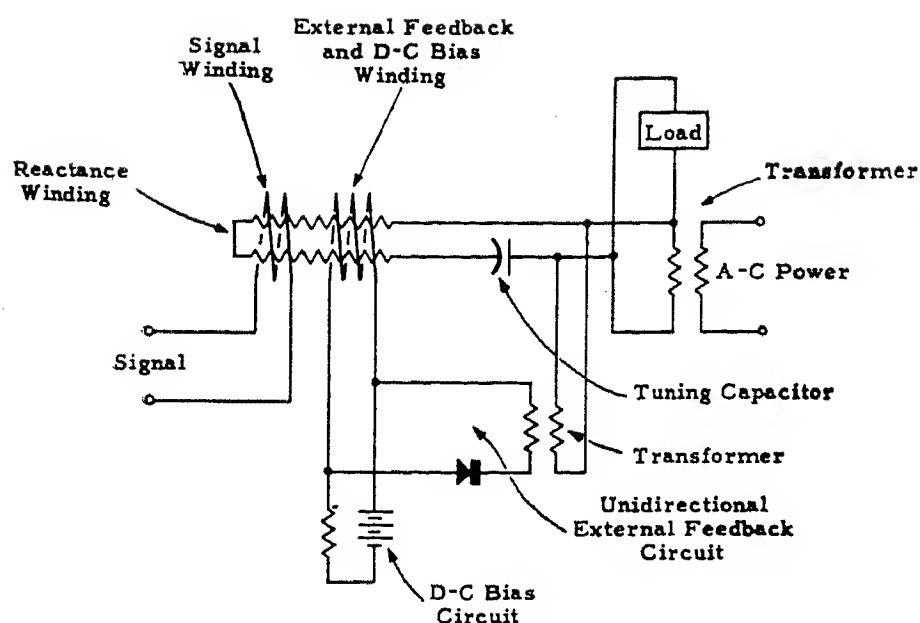 External Feedback
and D-C Bias
Winding
Signal
Winding
Reactance
Winding
Load
Transformer
A-C Power
Signal
Tuning Capacitor
Transformer
Unidirectional
External Feedback
Circuit
D-C Bias
Circuit